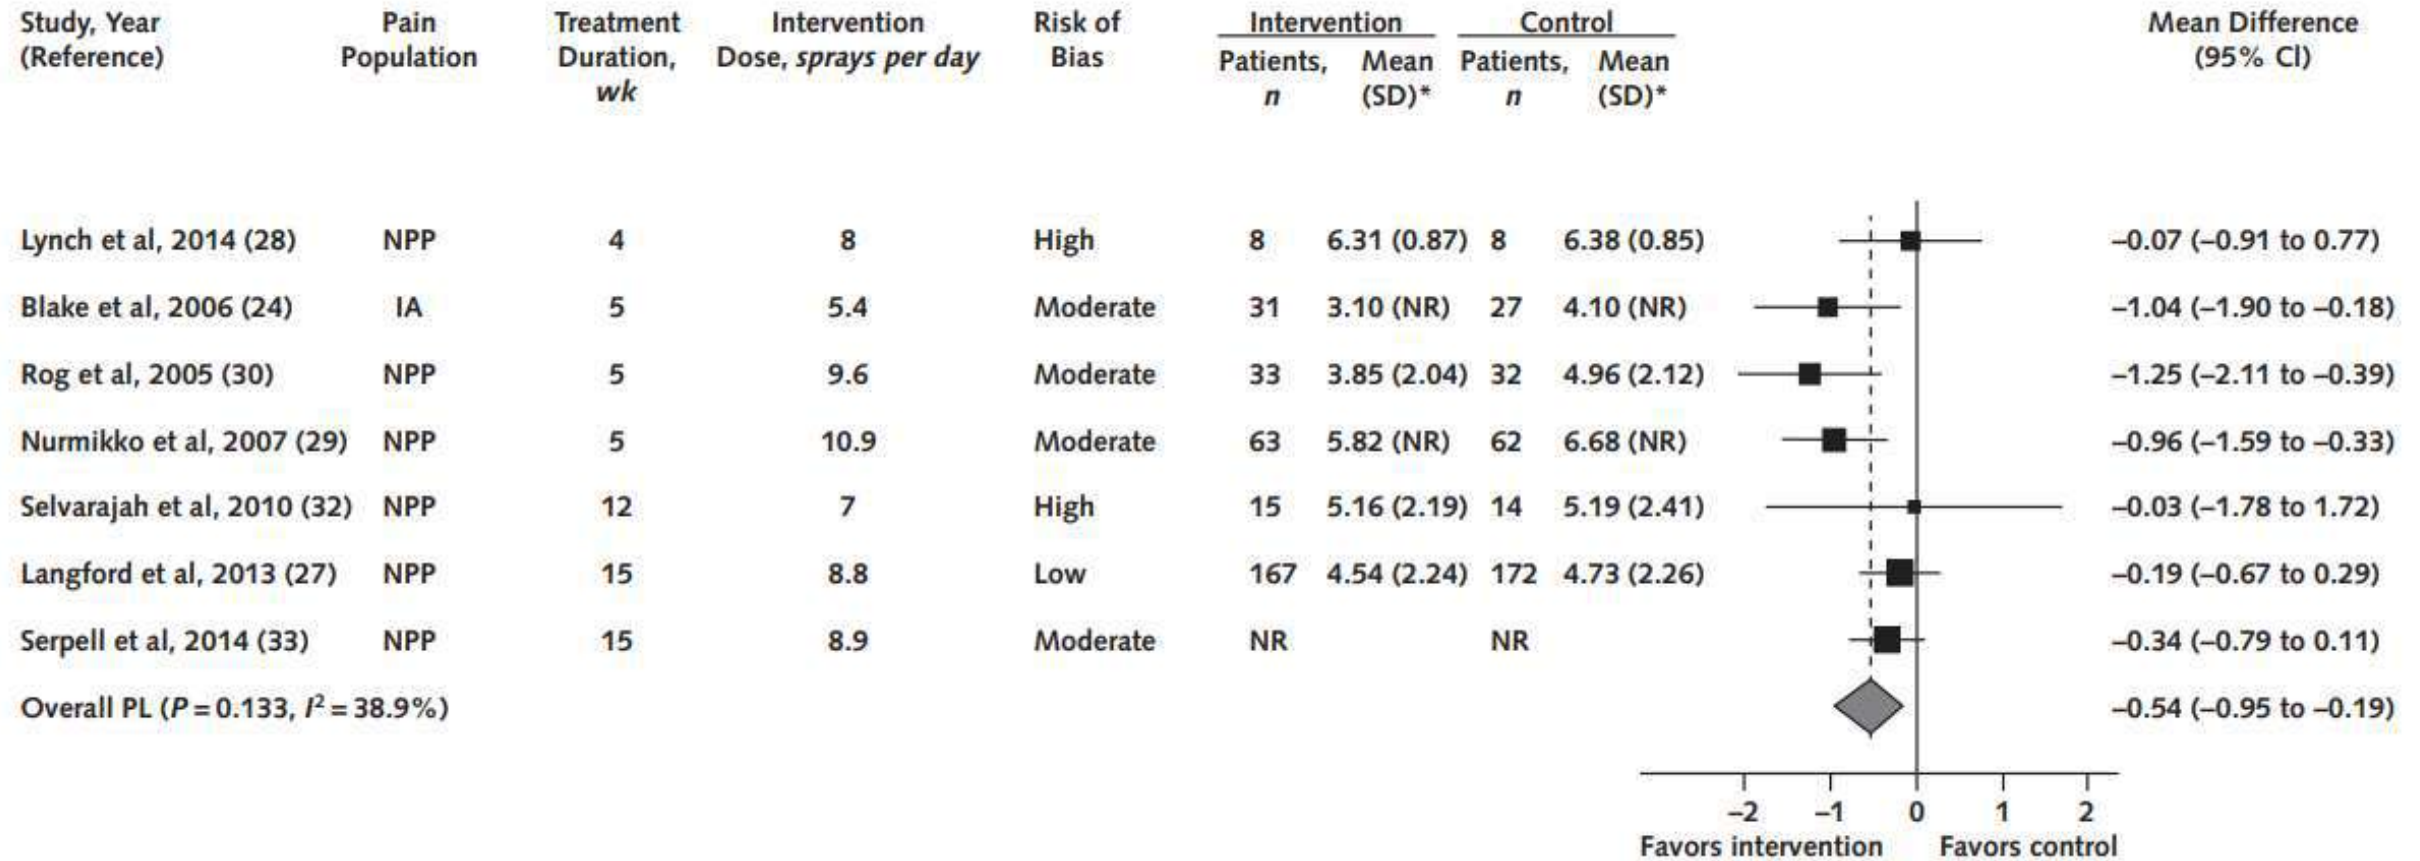 Study, Year (Reference) Pain Population Treatment Duration, wk Intervention Dose, sprays per day Risk of Bias Intervention Control Mean Difference (95% CI)
Patients, n Mean (SD)* Patients, n Mean (SD)*
Lynch et al, 2014 (28) NPP 4 8 High 8 6.31 (0.87) 8 6.38 (0.85) –0.07 (–0.91 to 0.77)
Blake et al, 2006 (24) IA 5 5.4 Moderate 31 3.10 (NR) 27 4.10 (NR) –1.04 (–1.90 to –0.18)
Rog et al, 2005 (30) NPP 5 9.6 Moderate 33 3.85 (2.04) 32 4.96 (2.12) –1.25 (–2.11 to –0.39)
Nurmikko et al, 2007 (29) NPP 5 10.9 Moderate 63 5.82 (NR) 62 6.68 (NR) –0.96 (–1.59 to –0.33)
Selvarajah et al, 2010 (32) NPP 12 7 High 15 5.16 (2.19) 14 5.19 (2.41) –0.03 (–1.78 to 1.72)
Langford et al, 2013 (27) NPP 15 8.8 Low 167 4.54 (2.24) 172 4.73 (2.26) –0.19 (–0.67 to 0.29)
Serpell et al, 2014 (33) NPP 15 8.9 Moderate NR NR –0.34 (–0.79 to 0.11)
Overall PL (P = 0.133, I² = 38.9%) –0.54 (–0.95 to –0.19)
–2 –1 0 1 2
Favors intervention Favors control